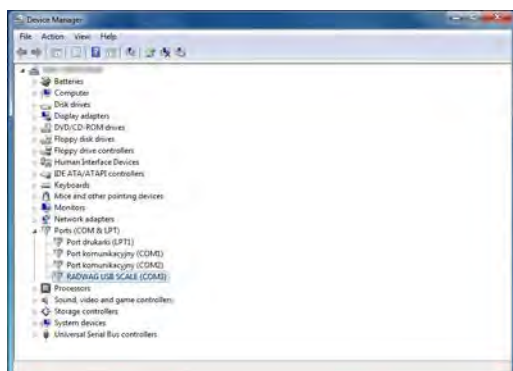 Device Manager
File Action View Help
Batteries
Computer
Disk drives
Display adapters
DVD/CD-ROM drives
Floppy disk drives
Floppy drive controllers
Human Interface Devices
IDE ATA/ATAPI controllers
Keyboards
Mice and other pointing devices
Monitors
Network adapters
Ports (COM & LPT)
Port drukarki (LPT1)
Port komunikacyjny (COM1)
Port komunikacyjny (COM2)
RADWAG USB SCALE (COM3)
Processors
Sound, video and game controllers
Storage controllers
System devices
Universal Serial Bus controllers